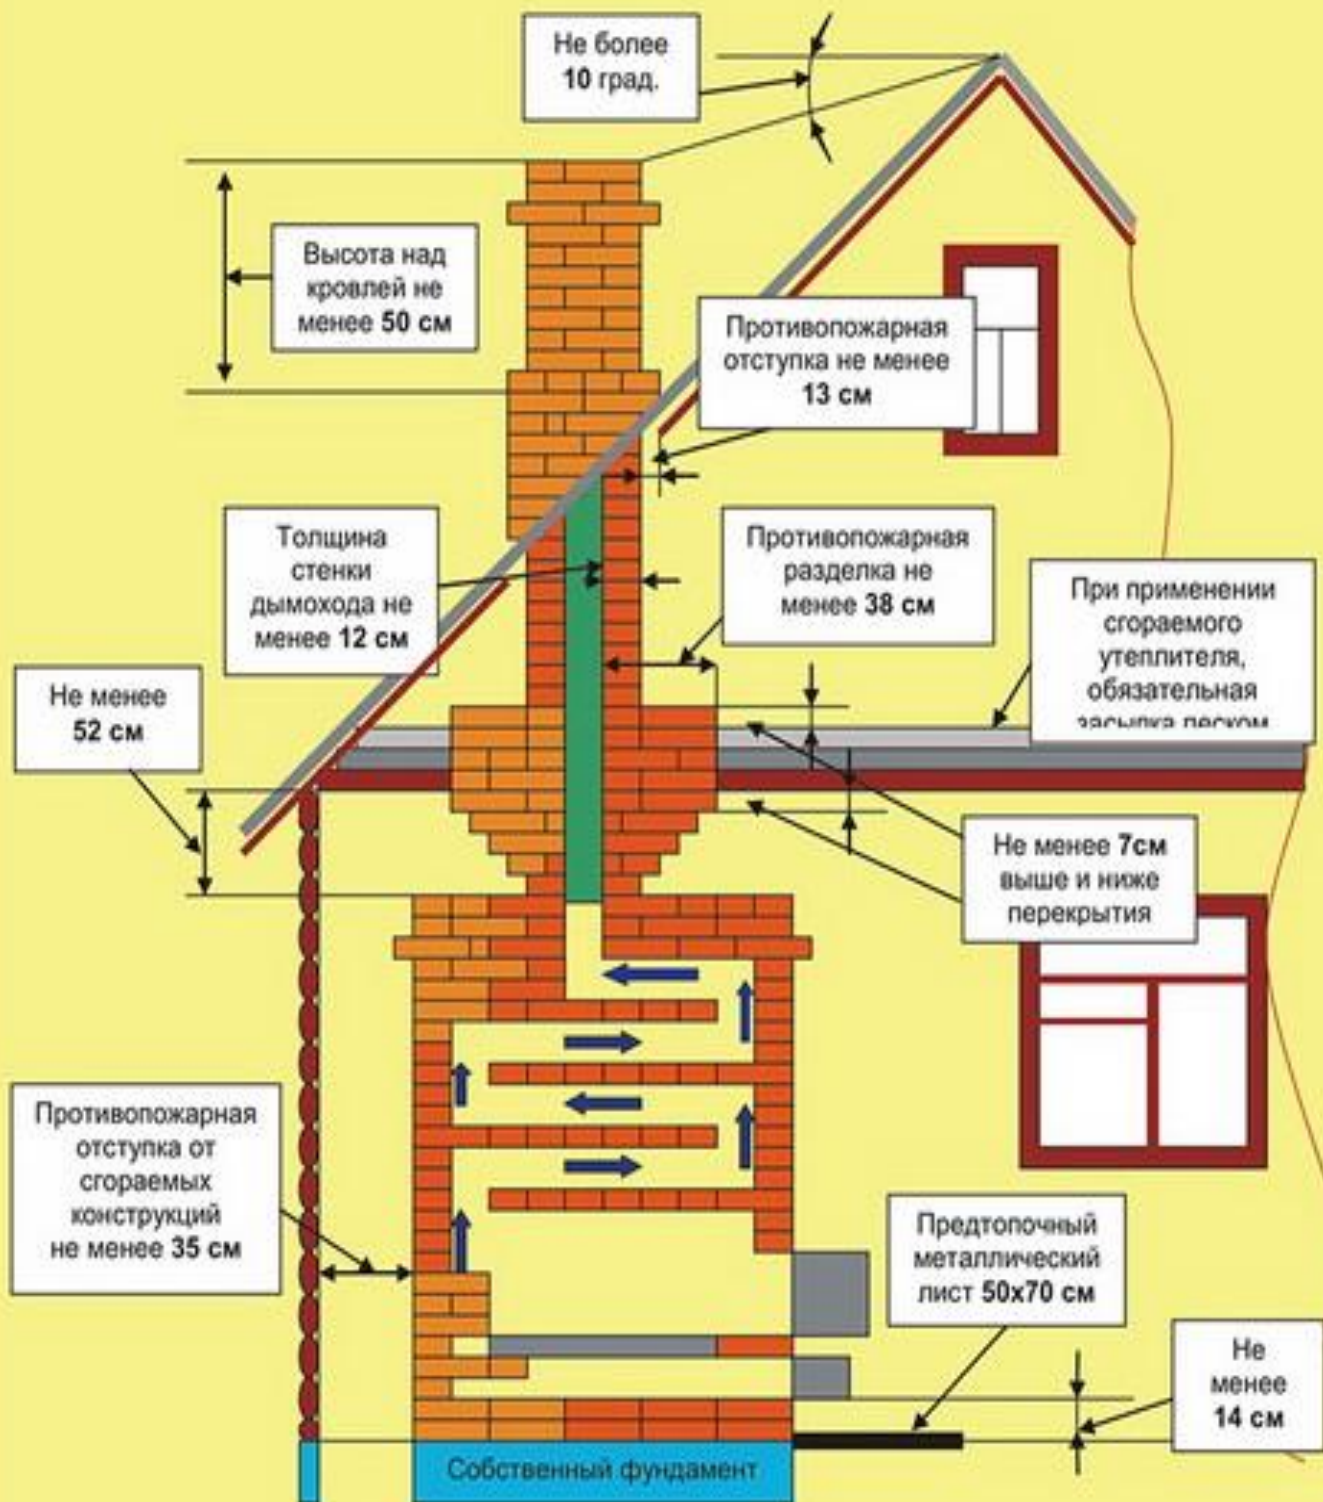 Не более
10 град.
Высота над
кровлей не
менее 50 см
Противопожарная
отступка не менее
13 см
Толщина
стенки
дымохода не
менее 12 см
Противопожарная
разделка не
менее 38 см
При применении
сгораемого
утеплителя,
обязательная
засыпка песком
Не менее
52 см
Не менее 7см
выше и ниже
перекрытия
Противопожарная
отступка от
сгораемых
конструкций
не менее 35 см
Предтопочный
металлический
лист 50x70 см
Не
менее
14 см
Собственный фундамент